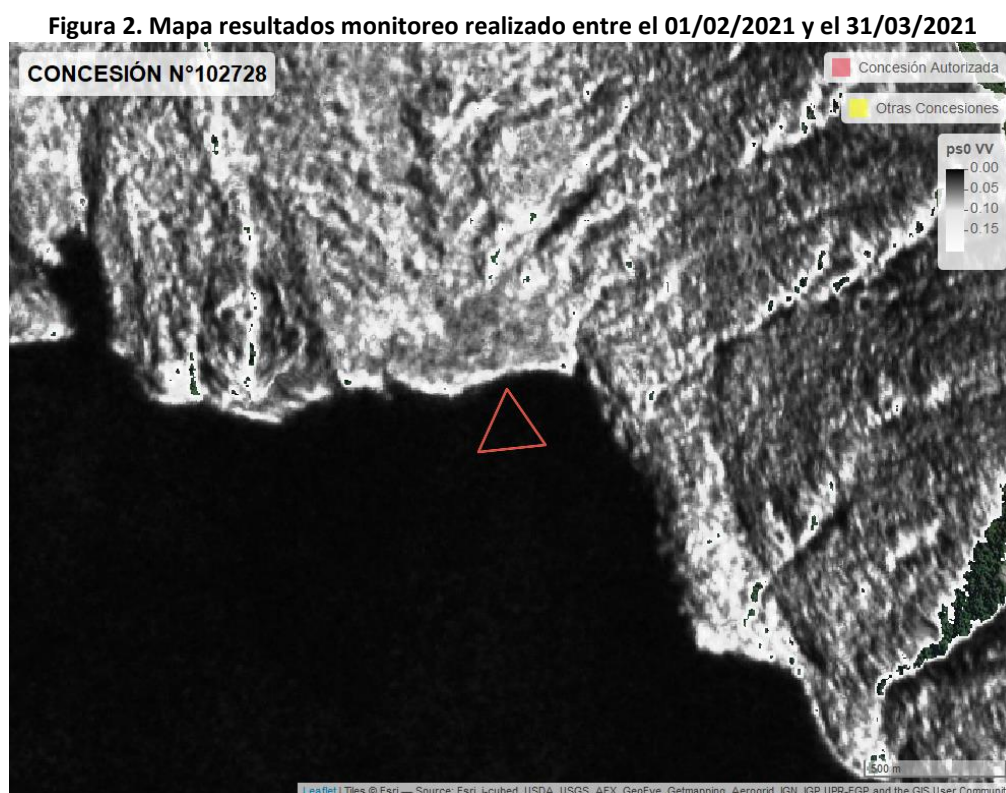 Figura 2. Mapa resultados monitoreo realizado entre el 01/02/2021 y el 31/03/2021
CONCESIÓN N°102728
Concesión Autorizada
Otras Concesiones
ps0 VV
0.00
0.05
0.10
0.15
500 m
Leaflet | Tiles © Esri — Source: Esri, i-cubed, USDA, USGS, AEX, GeoEye, Getmapping, Aerogrid, IGN, IGP, UPR-EGP, and the GIS User Commun